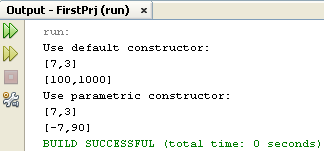 Output - FirstPrj (run)
run:
Use default constructor:
[7,3]
[100,1000]
Use parametric constructor:
[7,3]
[-7,90]
BUILD SUCCESSFUL (total time: 0 seconds)